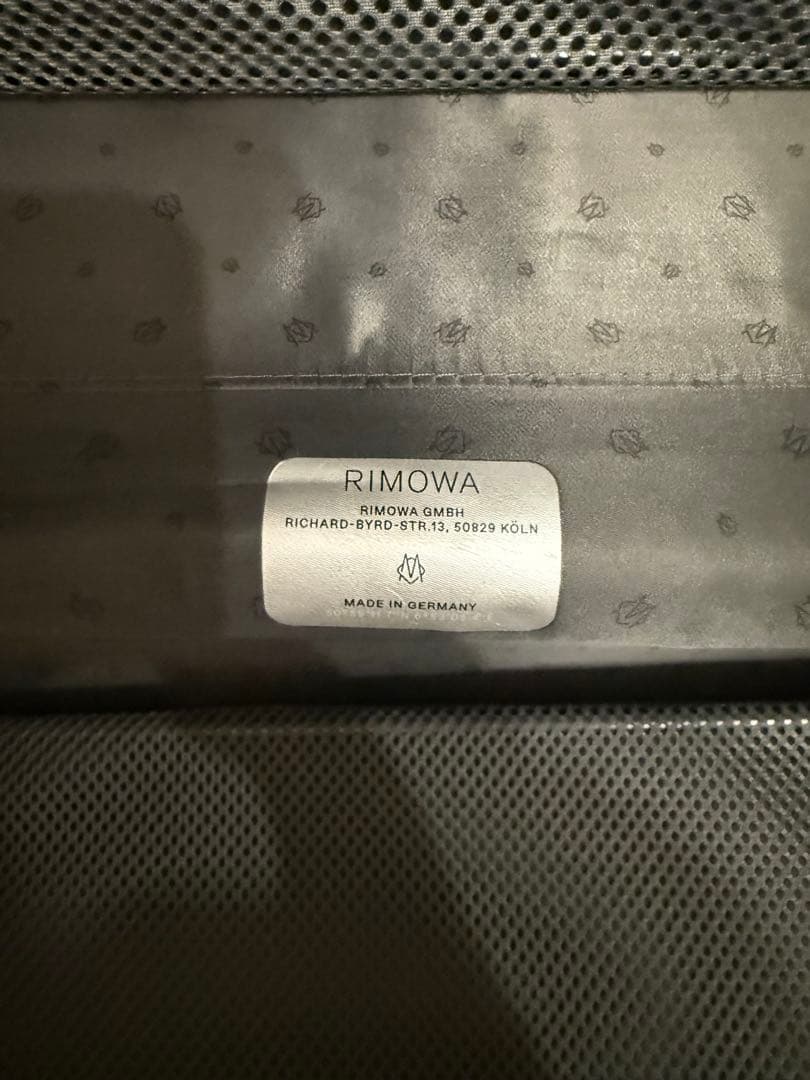 RIMOWA
RIMOWA GMBH
RICHARD-BYRD-STR.13, 50829 KÖLN
MADE IN GERMANY